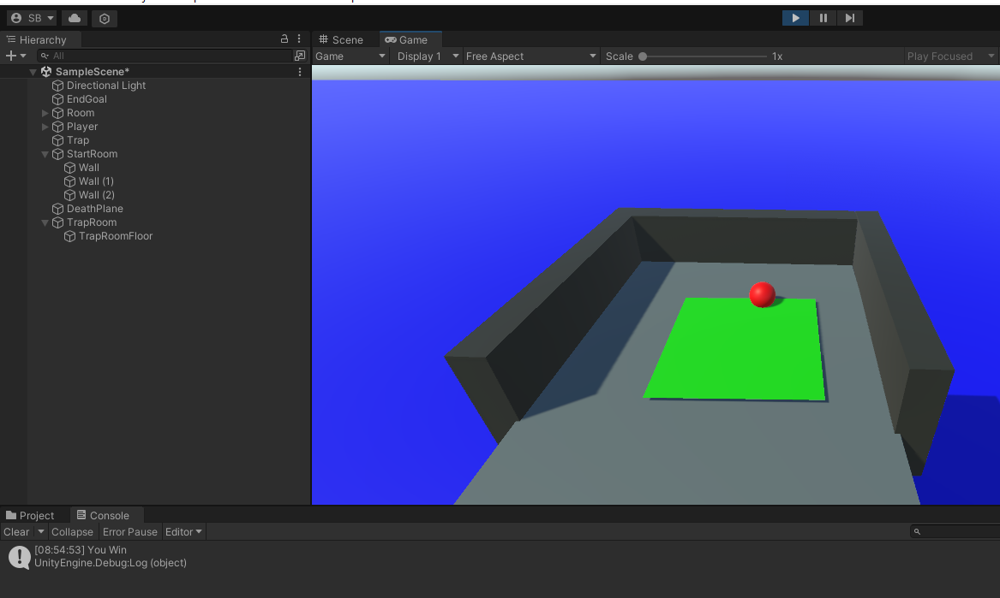 SB
Hierarchy
# Scene
Game
All
Game
Display 1
Free Aspect
Scale
1x
Play Focused
SampleScene*
Directional Light
EndGoal
Room
Player
Trap
StartRoom
Wall
Wall (1)
Wall (2)
DeathPlane
TrapRoom
TrapRoomFloor
Project
Console
Clear
Collapse
Error Pause
Editor
[08:54:53] You Win
UnityEngine.Debug:Log (object)